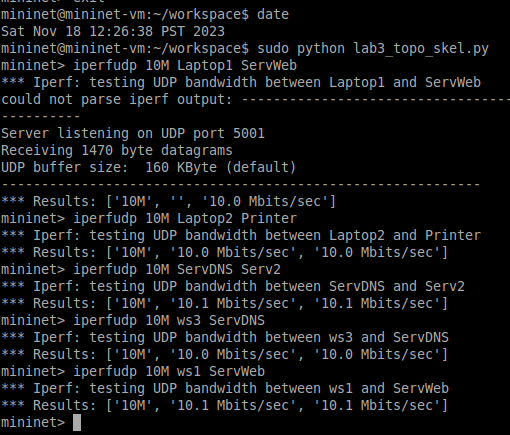 mininet@mininet-vm:~/workspace$ date
Sat Nov 18 12:26:38 PST 2023
mininet@mininet-vm:~/workspace$ sudo python lab3_topo_skel.py
mininet> iperfudp 10M Laptop1 ServWeb
*** Iperf: testing UDP bandwidth between Laptop1 and ServWeb
could not parse iperf output: ----------------------------------
----------
Server listening on UDP port 5001
Receiving 1470 byte datagrams
UDP buffer size:  160 KByte (default)
------------------------------------------------------------
*** Results: ['10M', '', '10.0 Mbits/sec']
mininet> iperfudp 10M Laptop2 Printer
*** Iperf: testing UDP bandwidth between Laptop2 and Printer
*** Results: ['10M', '10.0 Mbits/sec', '10.0 Mbits/sec']
mininet> iperfudp 10M ServDNS Serv2
*** Iperf: testing UDP bandwidth between ServDNS and Serv2
*** Results: ['10M', '10.1 Mbits/sec', '10.1 Mbits/sec']
mininet> iperfudp 10M ws3 ServDNS
*** Iperf: testing UDP bandwidth between ws3 and ServDNS
*** Results: ['10M', '10.0 Mbits/sec', '10.0 Mbits/sec']
mininet> iperfudp 10M ws1 ServWeb
*** Iperf: testing UDP bandwidth between ws1 and ServWeb
*** Results: ['10M', '10.1 Mbits/sec', '10.1 Mbits/sec']
mininet>